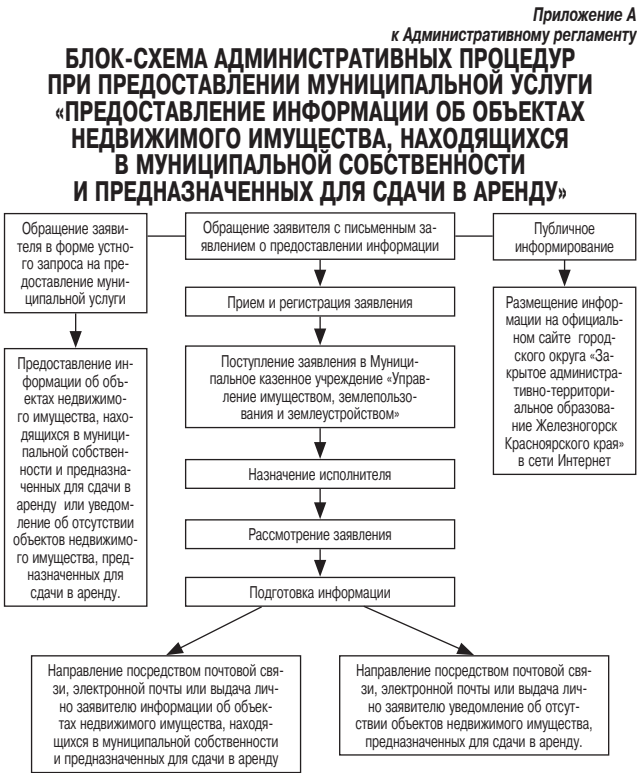 Приложение А
к Административному регламенту
БЛОК-СХЕМА АДМИНИСТРАТИВНЫХ ПРОЦЕДУР
ПРИ ПРЕДОСТАВЛЕНИИ МУНИЦИПАЛЬНОЙ УСЛУГИ
«ПРЕДОСТАВЛЕНИЕ ИНФОРМАЦИИ ОБ ОБЪЕКТАХ
НЕДВИЖИМОГО ИМУЩЕСТВА, НАХОДЯЩИХСЯ
В МУНИЦИПАЛЬНОЙ СОБСТВЕННОСТИ
И ПРЕДНАЗНАЧЕННЫХ ДЛЯ СДАЧИ В АРЕНДУ»
Обращение заяви-
теля в форме устно-
го запроса на пре-
доставление муни-
ципальной услуги
Предоставление ин-
формации об объ-
ектах недвижимо-
го имущества, нахо-
дящихся в муници-
пальной собствен-
ности и предназна-
ченных для сдачи в
аренду или уведом-
ление об отсутствии
объектов недвижимо-
го имущества, пред-
назначенных для
сдачи в аренду.
Обращение заявителя с письменным за-
явлением о предоставлении информации
Прием и регистрация заявления
Поступление заявления в Муници-
пальное казенное учреждение «Управ-
ление имуществом, землепользо-
вания и землеустройством»
Назначение исполнителя
Рассмотрение заявления
Подготовка информации
Направление посредством почтовой свя-
зи, электронной почты или выдача лич-
но заявителю информации об объек-
тах недвижимого имущества, находя-
щихся в муниципальной собственности
и предназначенных для сдачи в аренду
Направление посредством почтовой свя-
зи, электронной почты или выдача лич-
но заявителю уведомление об отсут-
ствии объектов недвижимого имущества,
предназначенных для сдачи в аренду.
Публичное
информирование
Размещение инфор-
мации на официаль-
ном сайте город-
ского округа «За-
крытое администра-
тивно-территори-
альное образова-
ние Железногорск
Красноярского края»
в сети Интернет